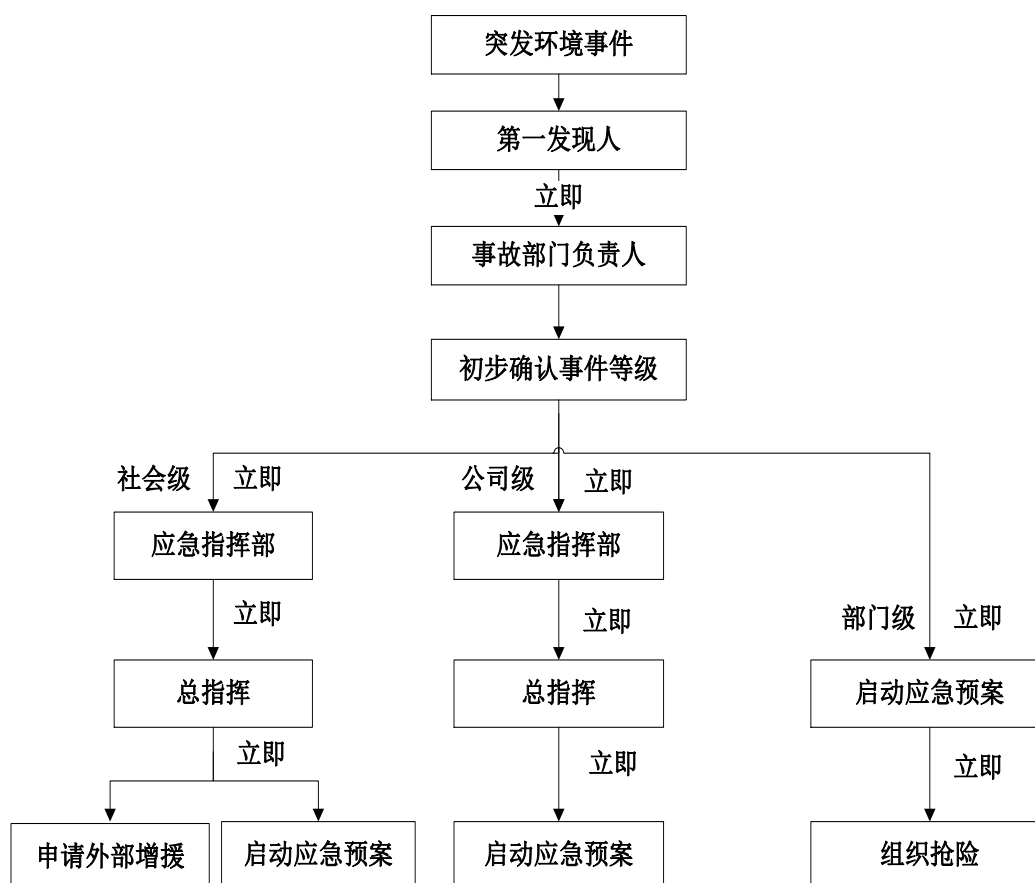 突发环境事件
第一发现人
立即
事故部门负责人
初步确认事件等级
社会级 立即 公司级 立即
应急指挥部 应急指挥部
立即 立即 部门级 立即
总指挥 总指挥 启动应急预案
立即 立即 立即
申请外部增援 启动应急预案 启动应急预案 组织抢险